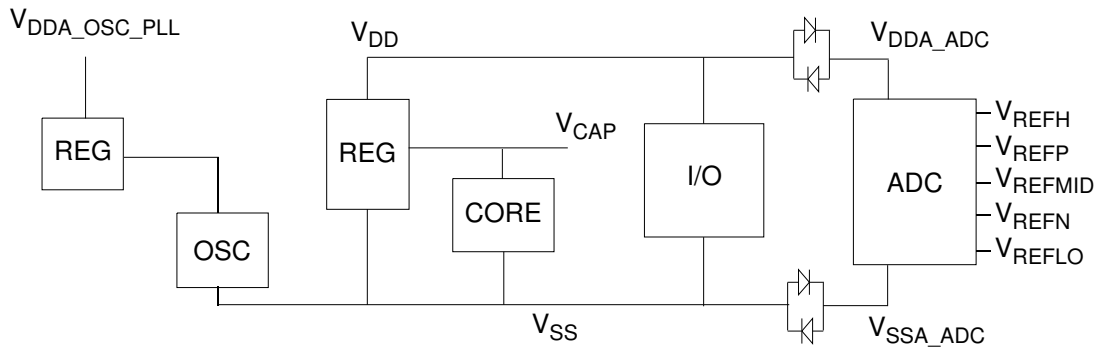 VDDA_OSC_PLL
VDD
VDDA_ADC
REG
REG
VCAP
CORE
I/O
ADC
VREFH
VREFP
VREFMID
VREFN
VREFLO
OSC
VSS
VSSA_ADC